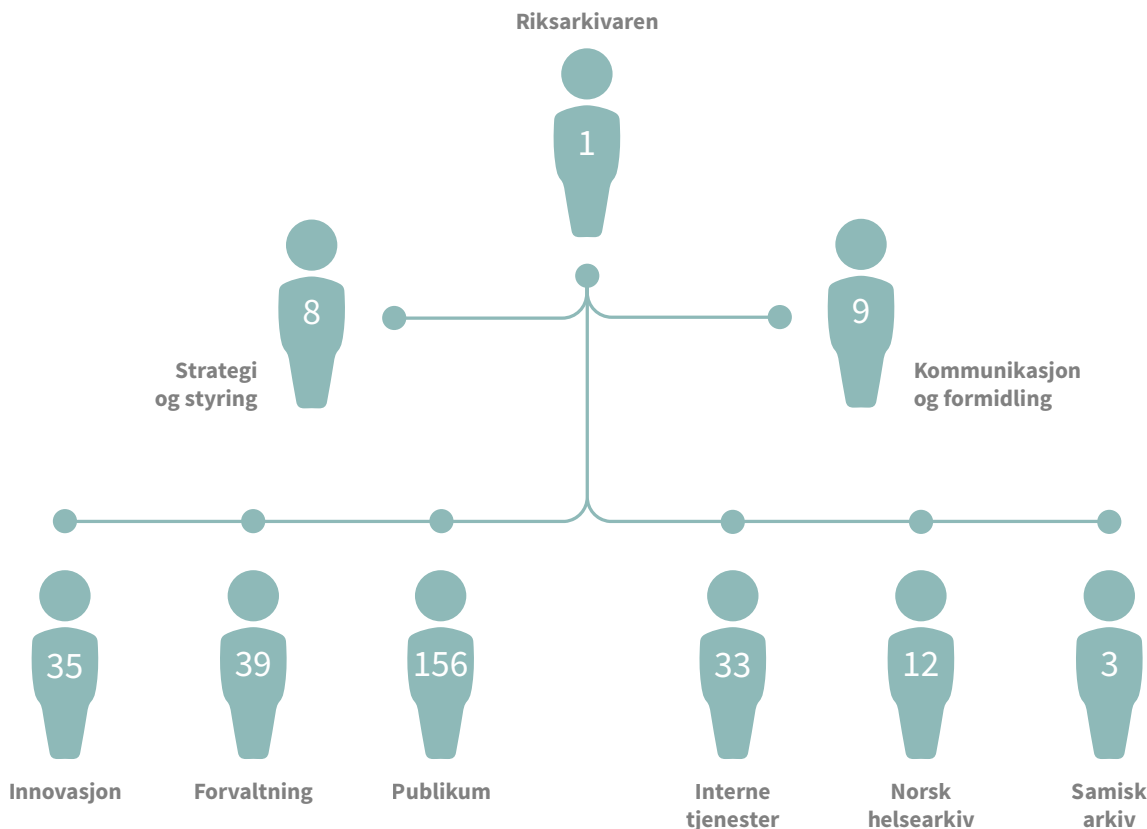 Riksarkivaren
1
8
9
Strategi
og styring
Kommunikasjon
og formidling
35
39
156
33
12
3
Innovasjon
Forvaltning
Publikum
Interne
tjenester
Norsk
helsearkiv
Samisk
arkiv